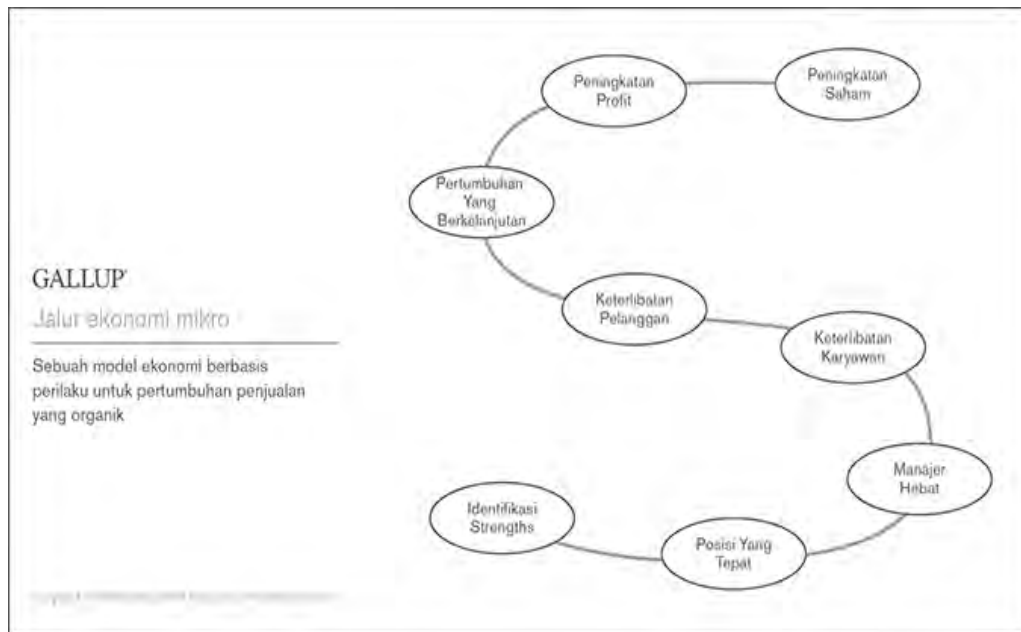 GALLUP
Jalur ekonomi mikro
Sebuah model ekonomi berbasis
perilaku untuk pertumbuhan penjualan
yang organik
Peningkatan
Saham
Peningkatan
Profit
Pertumbuhan
Yang
Berkelanjutan
Keterlibatan
Pelanggan
Keterlibatan
Karyawan
Manajer
Hebat
Posisi Yang
Tepat
Identifikasi
Strengths